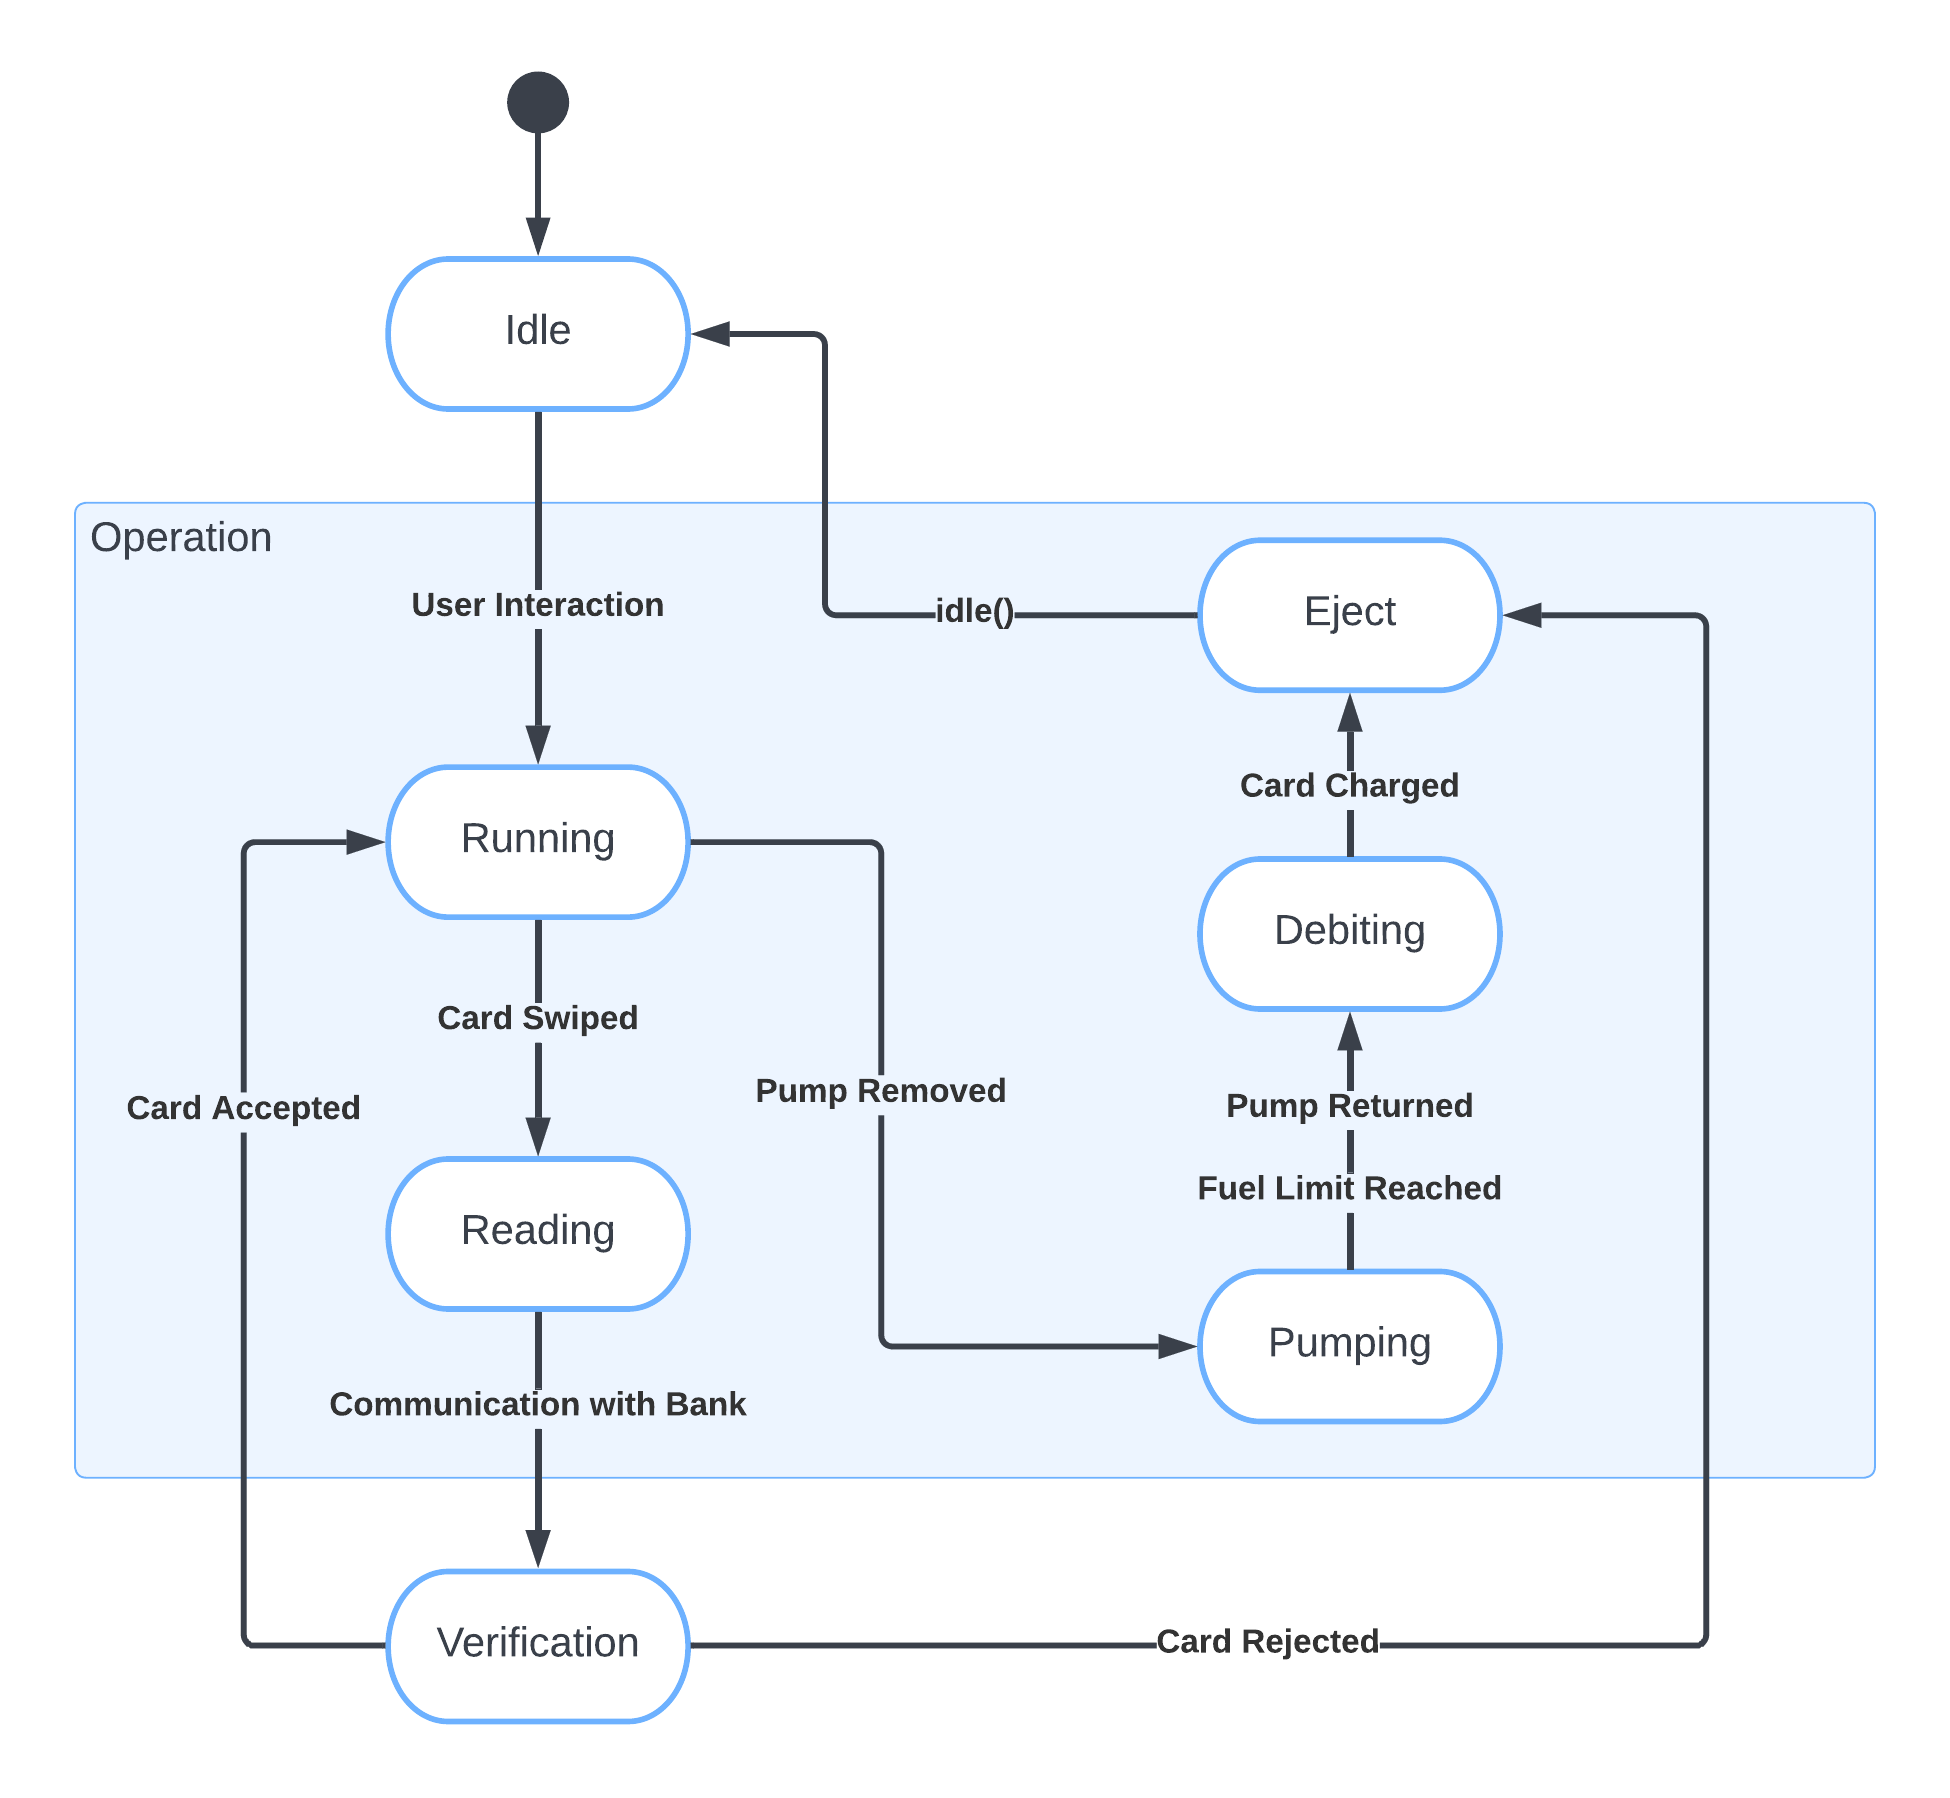 Idle
Operation
User Interaction
idle()
Eject
Card Charged
Running
Debiting
Card Swiped
Pump Removed
Pump Returned
Card Accepted
Fuel Limit Reached
Reading
Pumping
Communication with Bank
Verification
Card Rejected